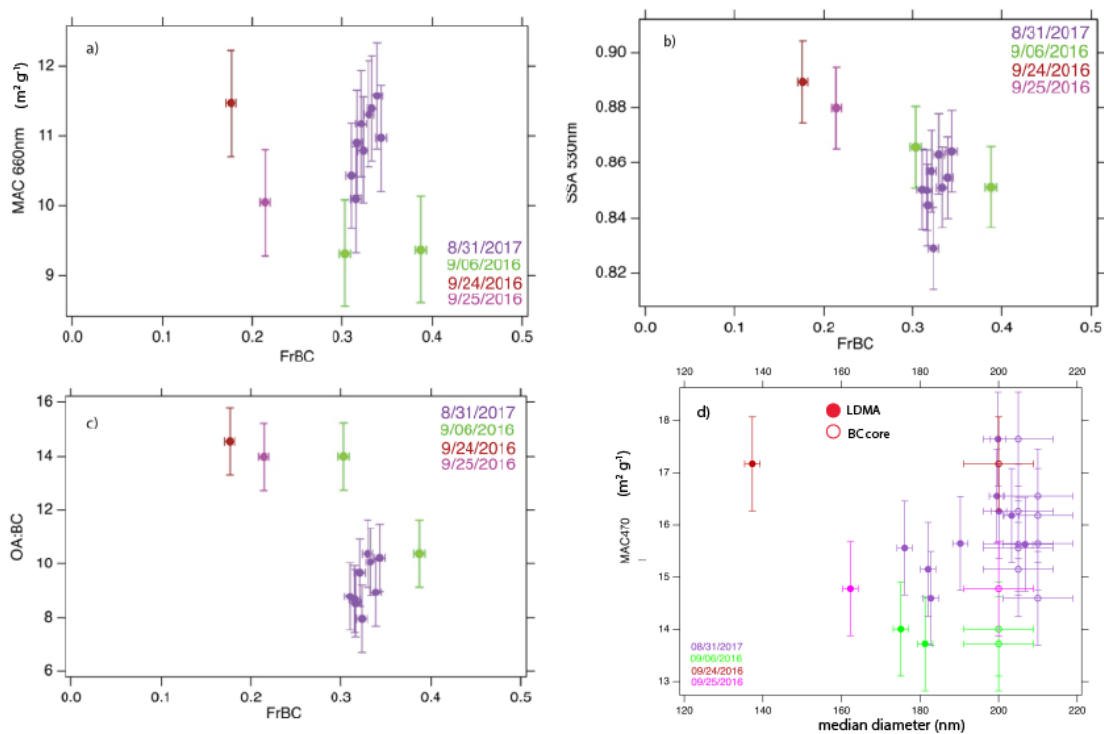 a)
12
11
10
9
MAC 660nm (m² g⁻¹)
8/31/2017
9/06/2016
9/24/2016
9/25/2016
0.0 0.1 0.2 0.3 0.4 0.5
FrBC
b)
0.90
0.88
0.86
0.84
0.82
SSA 530nm
8/31/2017
9/06/2016
9/24/2016
9/25/2016
0.0 0.1 0.2 0.3 0.4 0.5
FrBC
c)
16
14
12
10
8
6
OA:BC
8/31/2017
9/06/2016
9/24/2016
9/25/2016
0.0 0.1 0.2 0.3 0.4 0.5
FrBC
120 140 160 180 200 220
d)
LDMA
BC core
18
17
16
15
14
13
MAC470 (m² g⁻¹)
08/31/2017
09/06/2016
09/24/2016
09/25/2016
120 140 160 180 200 220
median diameter (nm)